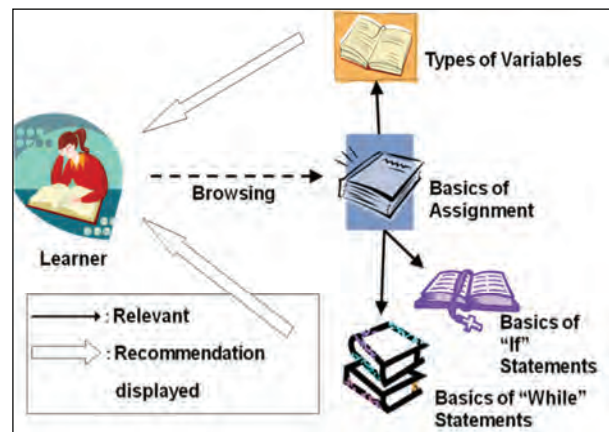 Types of Variables
Browsing
Basics of
Assignment
Learner
: Relevant
: Recommendation
displayed
Basics of
“If”
Statements
Basics of “While”
Statements